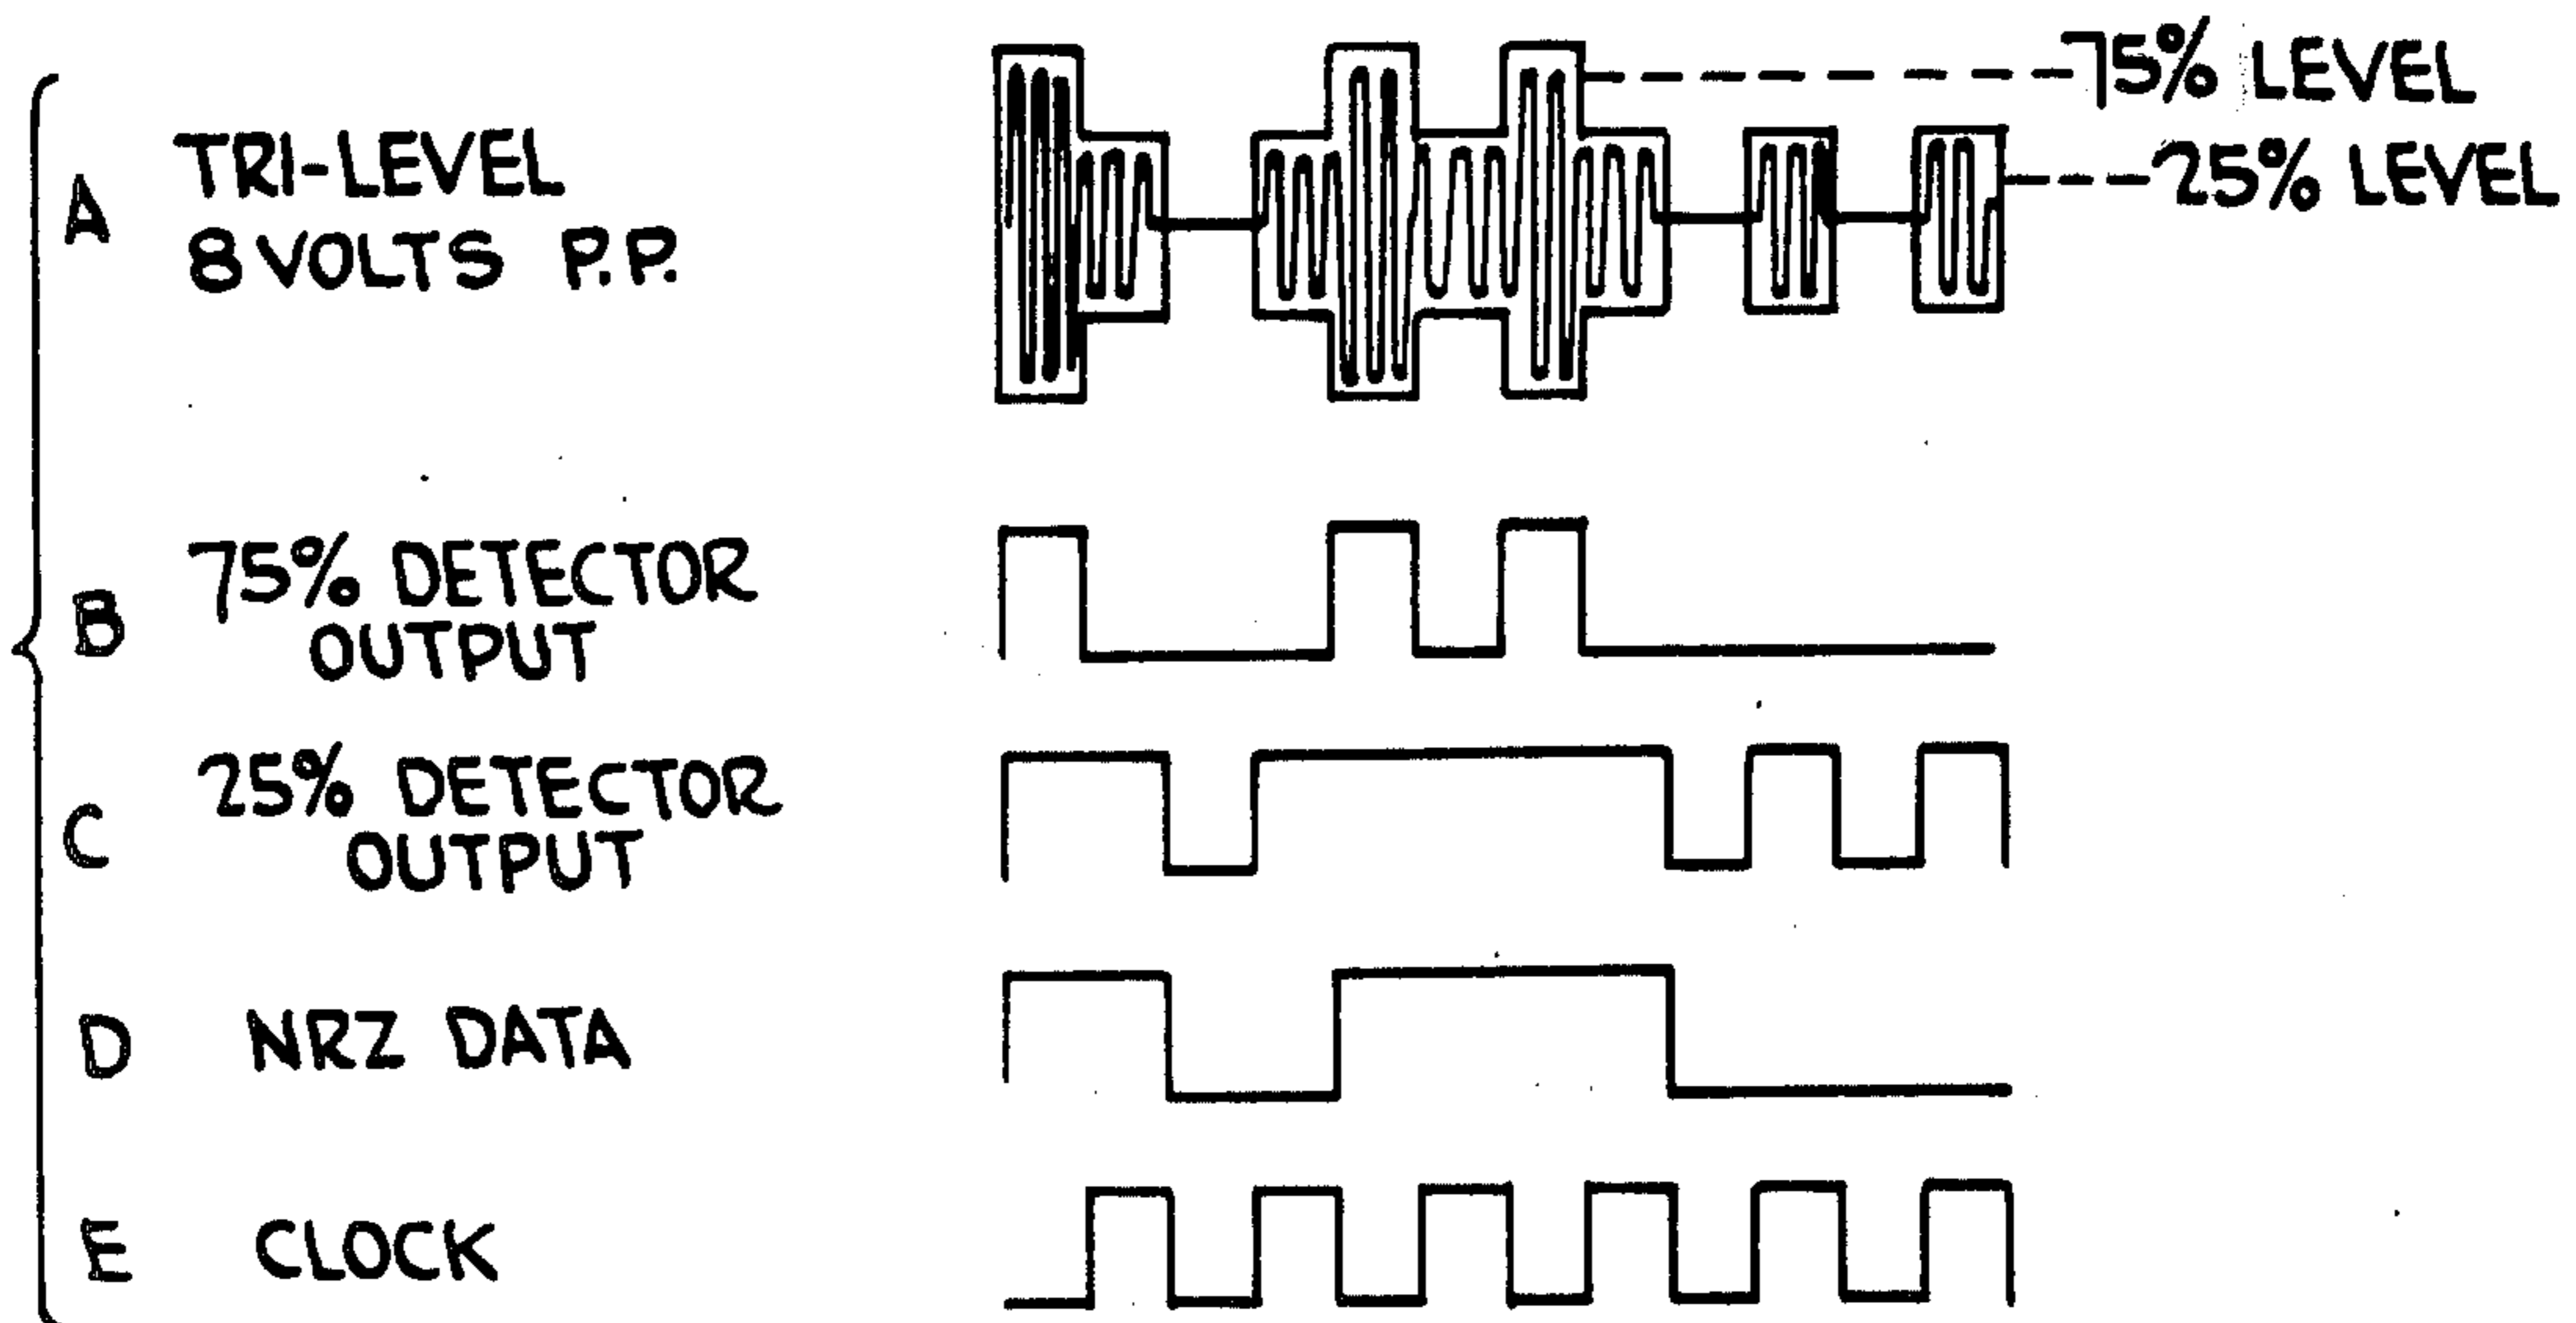 75% LEVEL
25% LEVEL
A
TRI-LEVEL
8 VOLTS P.P.
B
75% DETECTOR
OUTPUT
C
25% DETECTOR
OUTPUT
D
NRZ DATA
E
CLOCK